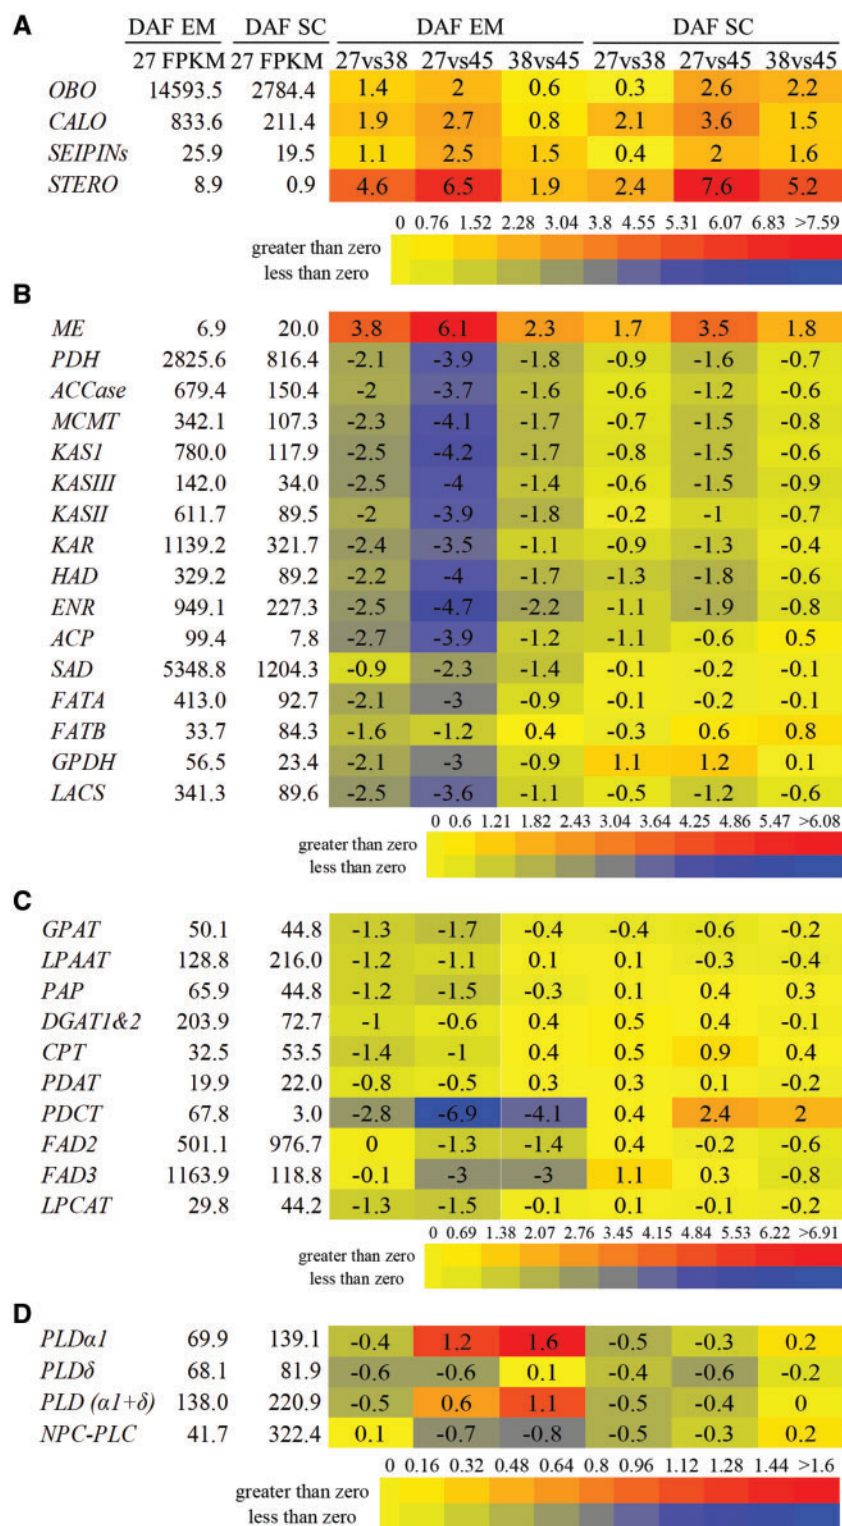 A
DAF EM DAF SC DAF EM DAF SC
27 FPKM 27 FPKM 27vs38 27vs45 38vs45 27vs38 27vs45 38vs45
OBO 14593.5 2784.4 1.4 2 0.6 0.3 2.6 2.2
CALO 833.6 211.4 1.9 2.7 0.8 2.1 3.6 1.5
SEIPINs 25.9 19.5 1.1 2.5 1.5 0.4 2 1.6
STERO 8.9 0.9 4.6 6.5 1.9 2.4 7.6 5.2
0 0.76 1.52 2.28 3.04 3.8 4.55 5.31 6.07 6.83 >7.59
greater than zero
less than zero
B
ME 6.9 20.0 3.8 6.1 2.3 1.7 3.5 1.8
PDH 2825.6 816.4 -2.1 -3.9 -1.8 -0.9 -1.6 -0.7
ACCase 679.4 150.4 -2 -3.7 -1.6 -0.6 -1.2 -0.6
MCMT 342.1 107.3 -2.3 -4.1 -1.7 -0.7 -1.5 -0.8
KAS1 780.0 117.9 -2.5 -4.2 -1.7 -0.8 -1.5 -0.6
KASIII 142.0 34.0 -2.5 -4 -1.4 -0.6 -1.5 -0.9
KASII 611.7 89.5 -2 -3.9 -1.8 -0.2 -1 -0.7
KAR 1139.2 321.7 -2.4 -3.5 -1.1 -0.9 -1.3 -0.4
HAD 329.2 89.2 -2.2 -4 -1.7 -1.3 -1.8 -0.6
ENR 949.1 227.3 -2.5 -4.7 -2.2 -1.1 -1.9 -0.8
ACP 99.4 7.8 -2.7 -3.9 -1.2 -1.1 -0.6 0.5
SAD 5348.8 1204.3 -0.9 -2.3 -1.4 -0.1 -0.2 -0.1
FATA 413.0 92.7 -2.1 -3 -0.9 -0.1 -0.2 -0.1
FATB 33.7 84.3 -1.6 -1.2 0.4 -0.3 0.6 0.8
GPDH 56.5 23.4 -2.1 -3 -0.9 1.1 1.2 0.1
LACS 341.3 89.6 -2.5 -3.6 -1.1 -0.5 -1.2 -0.6
0 0.6 1.21 1.82 2.43 3.04 3.64 4.25 4.86 5.47 >6.08
greater than zero
less than zero
C
GPAT 50.1 44.8 -1.3 -1.7 -0.4 -0.4 -0.6 -0.2
LPAAT 128.8 216.0 -1.2 -1.1 0.1 0.1 -0.3 -0.4
PAP 65.9 44.8 -1.2 -1.5 -0.3 0.1 0.4 0.3
DGAT1&2 203.9 72.7 -1 -0.6 0.4 0.5 0.4 -0.1
CPT 32.5 53.5 -1.4 -1 0.4 0.5 0.9 0.4
PDAT 19.9 22.0 -0.8 -0.5 0.3 0.3 0.1 -0.2
PDCT 67.8 3.0 -2.8 -6.9 -4.1 0.4 2.4 2
FAD2 501.1 976.7 0 -1.3 -1.4 0.4 -0.2 -0.6
FAD3 1163.9 118.8 -0.1 -3 -3 1.1 0.3 -0.8
LPCAT 29.8 44.2 -1.3 -1.5 -0.1 0.1 -0.1 -0.2
0 0.69 1.38 2.07 2.76 3.45 4.15 4.84 5.53 6.22 >6.91
greater than zero
less than zero
D
PLDα1 69.9 139.1 -0.4 1.2 1.6 -0.5 -0.3 0.2
PLDδ 68.1 81.9 -0.6 -0.6 0.1 -0.4 -0.6 -0.2
PLD (α1+δ) 138.0 220.9 -0.5 0.6 1.1 -0.5 -0.4 0
NPC-PLC 41.7 322.4 0.1 -0.7 -0.8 -0.5 -0.3 0.2
0 0.16 0.32 0.48 0.64 0.8 0.96 1.12 1.28 1.44 >1.6
greater than zero
less than zero